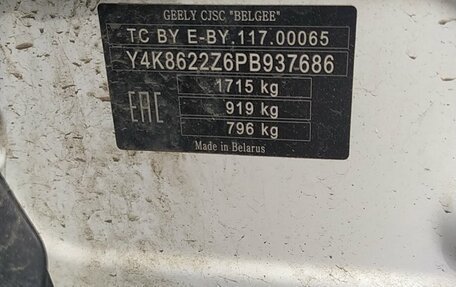 GEELY CJSC "BELGEE"
TC BY E-BY.117.00065
Y4K8622Z6PB937686
1715 kg
EAC 919 kg
796 kg
Made in Belarus